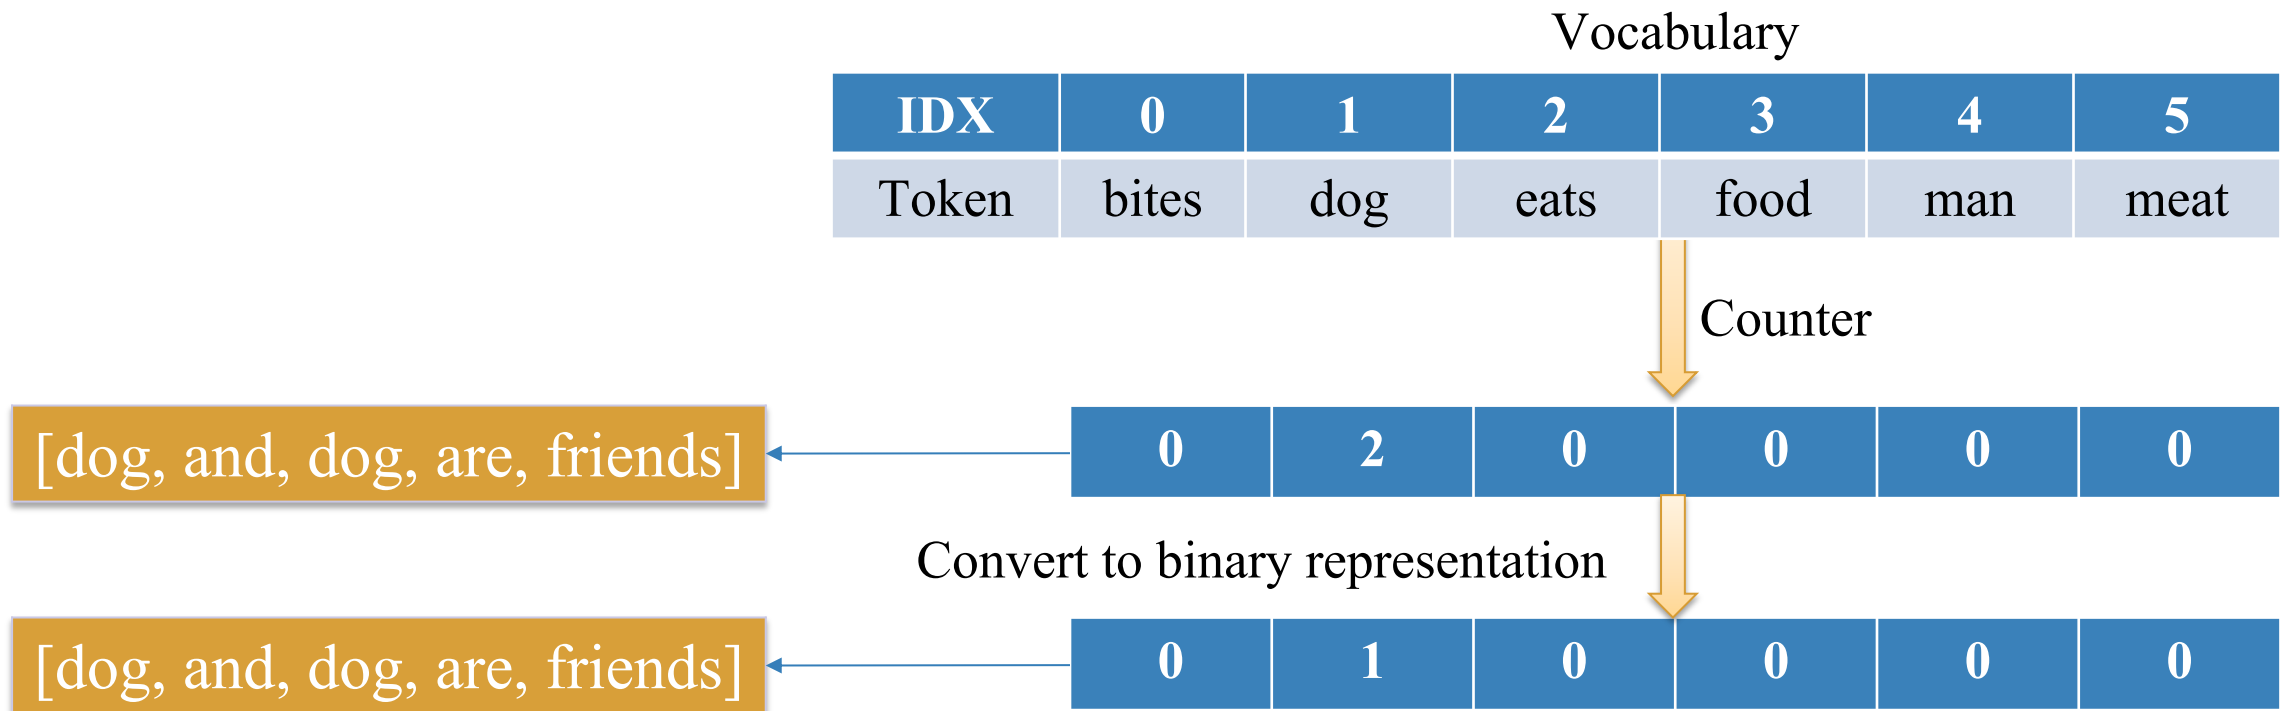 Vocabulary
IDX 0 1 2 3 4 5
Token bites dog eats food man meat
Counter
[dog, and, dog, are, friends] 0 2 0 0 0 0
Convert to binary representation
[dog, and, dog, are, friends] 0 1 0 0 0 0